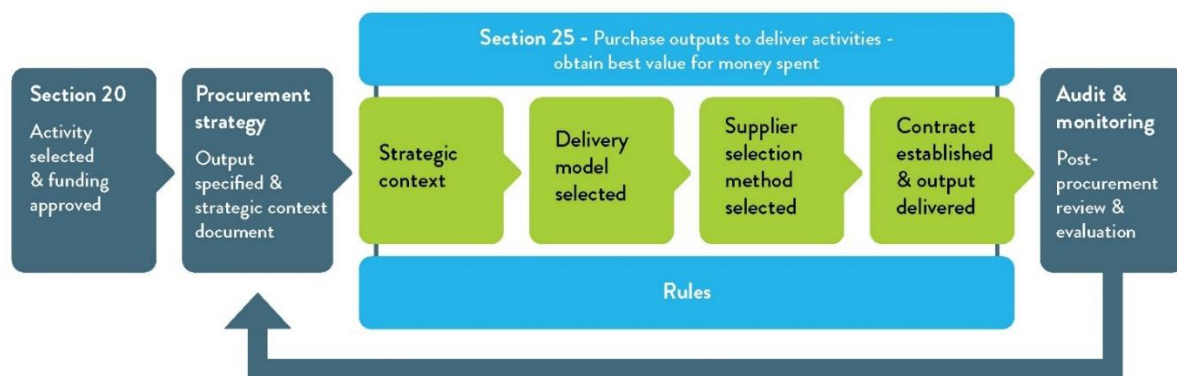 Section 25 - Purchase outputs to deliver activities -
obtain best value for money spent
Section 20
Activity
selected
& funding
approved
Procurement
strategy
Output
specified &
strategic context
document
Strategic
context
Delivery
model
selected
Supplier
selection
method
selected
Contract
established
& output
delivered
Audit &
monitoring
Post-
procurement
review &
evaluation
Rules